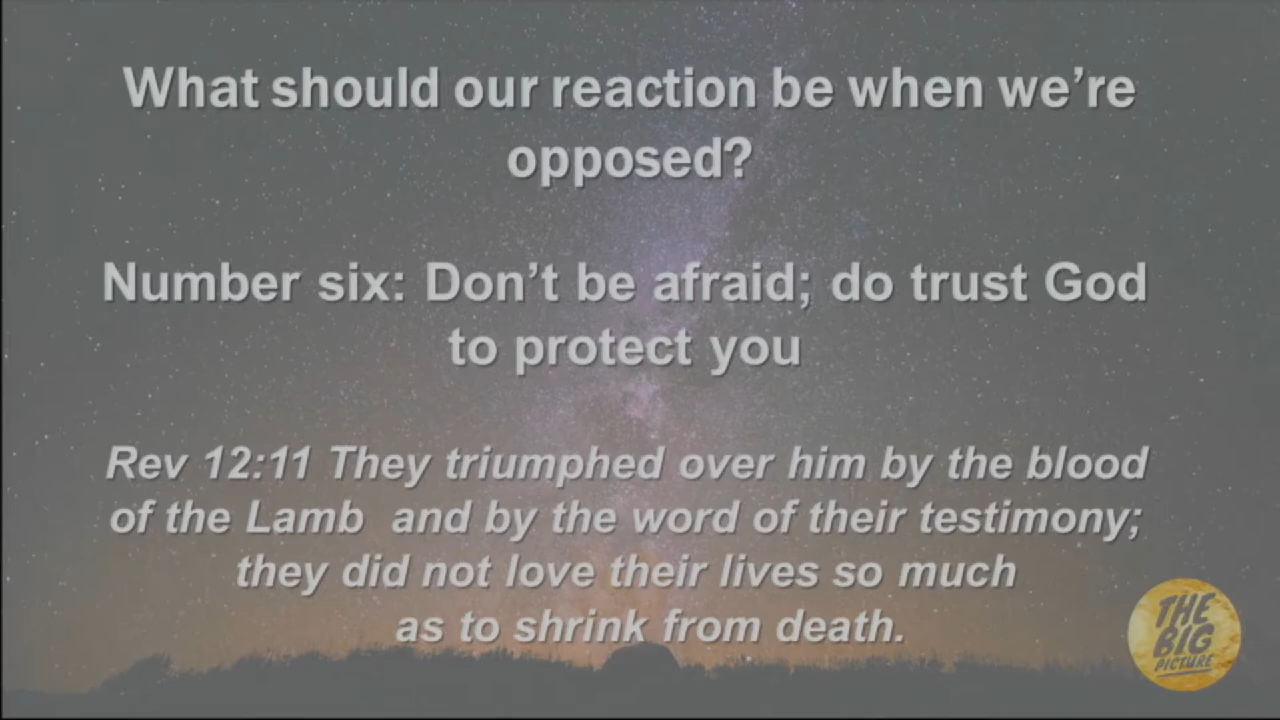 What should our reaction be when we're
opposed?
Number six: Don't be afraid; do trust God
to protect you
Rev 12:11 They triumphed over him by the blood
of the Lamb  and by the word of their testimony;
they did not love their lives so much
as to shrink from death.
THE
BIG
PICTURE